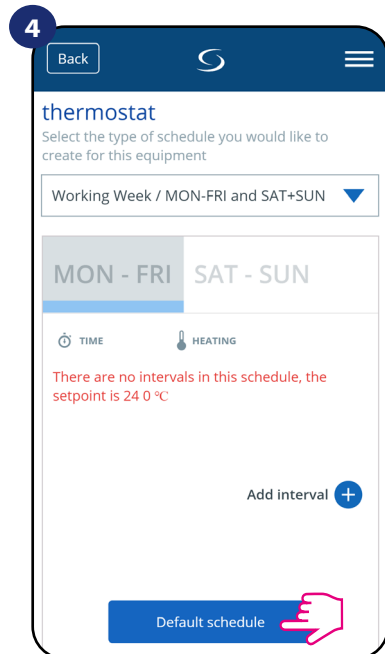 4
Back
thermostat
Select the type of schedule you would like to
create for this equipment
Working Week / MON-FRI and SAT+SUN
MON - FRI SAT - SUN
TIME HEATING
There are no intervals in this schedule, the
setpoint is 24 0 °C
Add interval
Default schedule